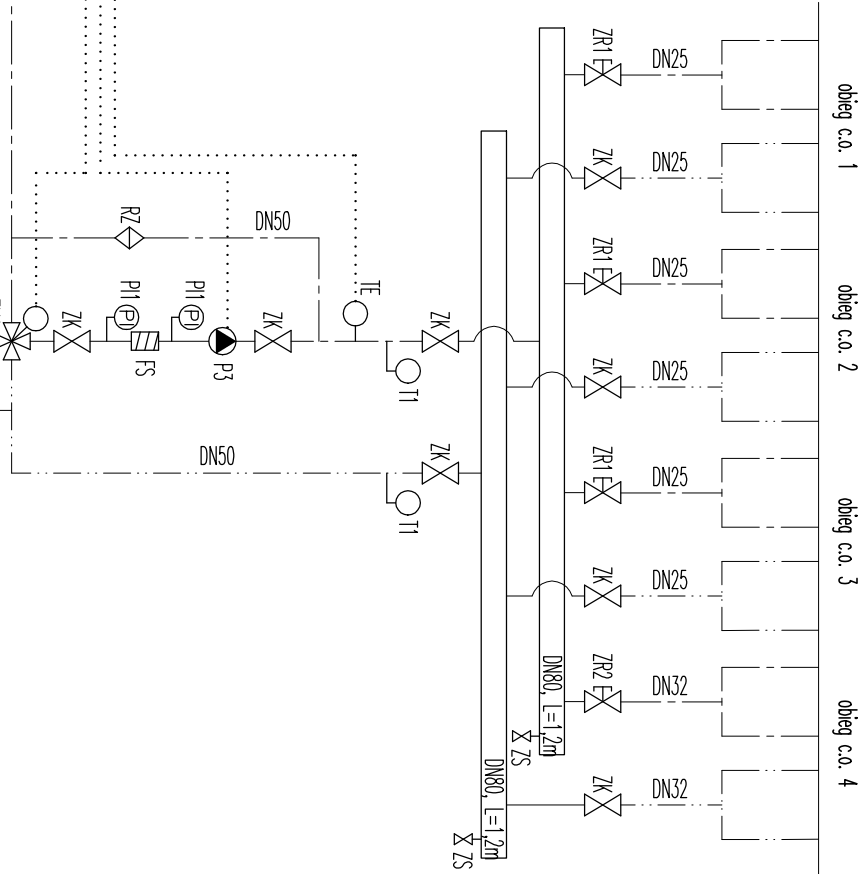 obieg c.o. 1
obieg c.o. 2
obieg c.o. 3
obieg c.o. 4
DN25
DN25
DN25
DN25
DN25
DN25
DN32
DN32
ZR1
ZK
ZR1
ZK
ZR1
ZK
ZR2
ZK
DN80, L=1,2m
ZS
DN80, L=1,2m
ZS
RZ
DN50
TE
PI1
PI
PI1
PI
ZK
FS
P3
ZK
ZK
T1
DN50
ZK
T1